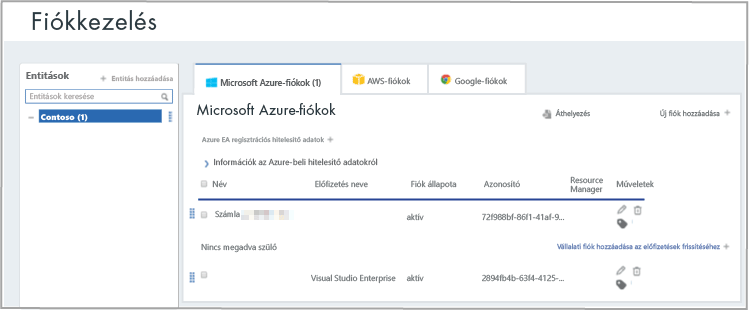 Fiókkezelés
Entitások
+ Entitás hozzáadása
Entitások keresése
Contoso (1)
Microsoft Azure-fiókok (1)
AWS-fiókok
Google-fiókok
Microsoft Azure-fiókok
Áthelyezés
Új fiók hozzáadása +
Azure EA regisztrációs hitelesítő adatok +
Információk az Azure-beli hitelesítő adatokról
Név
Előfizetés neve
Fiók állapota
Azonosító
Resource Manager
Műveletek
Számla
aktív
72f988bf-86f1-41af-9...
Nincs megadva szülő
Vállalati fiók hozzáadása az előfizetések frissítéséhez +
Visual Studio Enterprise
aktív
2894fb4b-63f4-4125-...